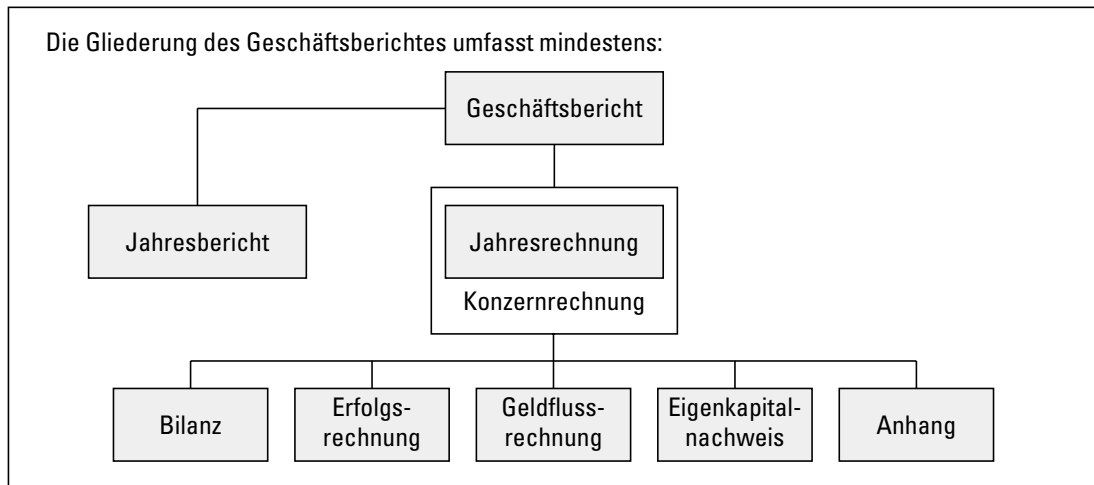 Die Gliederung des Geschäftsberichtes umfasst mindestens:
Geschäftsbericht
Jahresbericht
Jahresrechnung
Konzernrechnung
Bilanz
Erfolgs-
rechnung
Geldfluss-
rechnung
Eigenkapital-
nachweis
Anhang